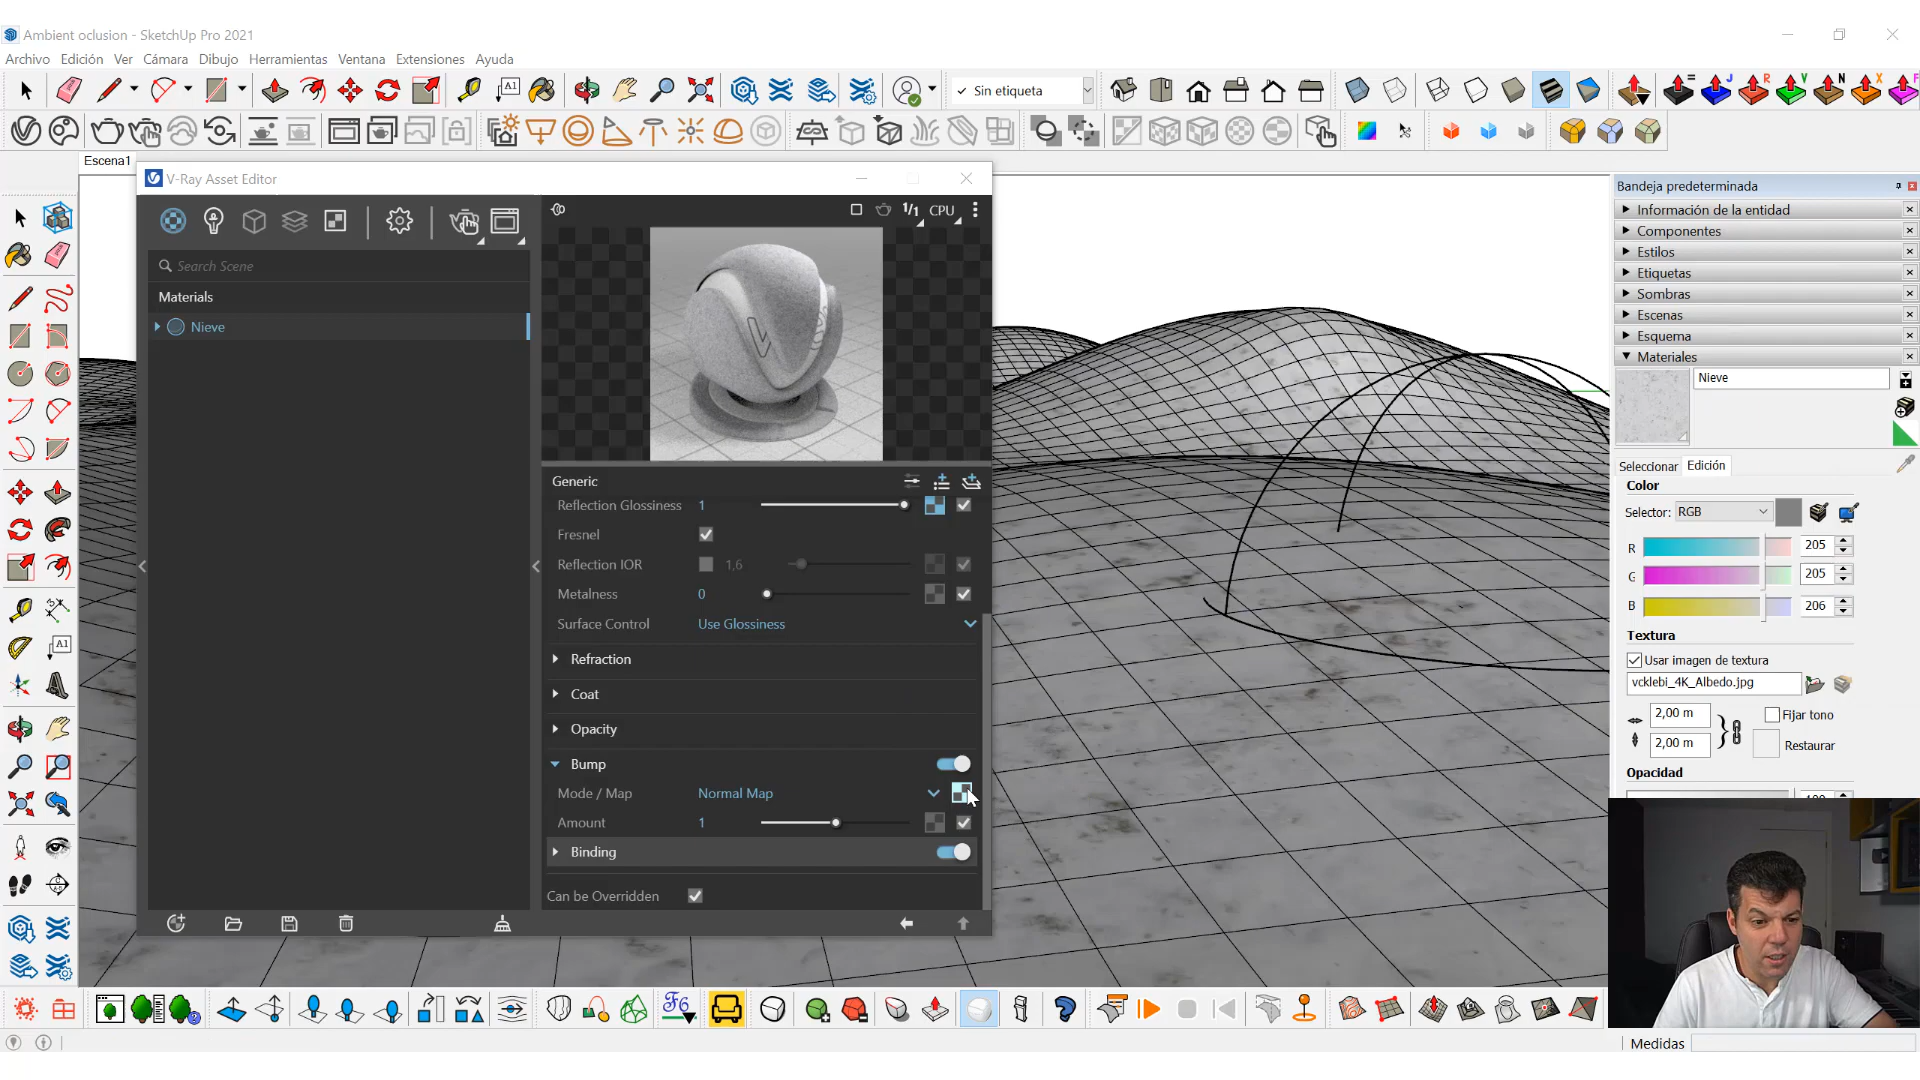 Ambient oclusion - SketchUp Pro 2021
Archivo Edición Ver Cámara Dibujo Herramientas Ventana Extensiones Ayuda
Sin etiqueta
Escena1
V-Ray Asset Editor
1/1 CPU
Search Scene
Materials
Nieve
Generic
Reflection Glossiness 1
Fresnel
Reflection IOR 1,6
Metalness 0
Surface Control Use Glossiness
Refraction
Coat
Opacity
Bump
Mode / Map Normal Map
Amount 1
Binding
Can be Overridden
Bandeja predeterminada
Información de la entidad
Componentes
Estilos
Etiquetas
Sombras
Escenas
Esquema
Materiales
Nieve
Seleccionar Edición
Color
Selector: RGB
R 205
G 205
B 206
Textura
Usar imagen de textura
vcklebi_4K_Albedo.jpg
2,00 m Fijar tono
2,00 m Restaurar
Opacidad
Medidas